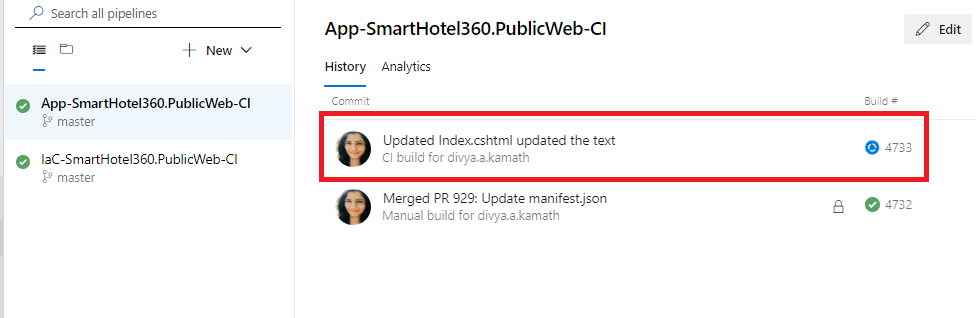 Search all pipelines
New
App-SmartHotel360.PublicWeb-CI
master
IaC-SmartHotel360.PublicWeb-CI
master
App-SmartHotel360.PublicWeb-CI
Edit
History Analytics
Commit Build #
Updated Index.cshtml updated the text
CI build for divya.a.kamath 4733
Merged PR 929: Update manifest.json
Manual build for divya.a.kamath 4732